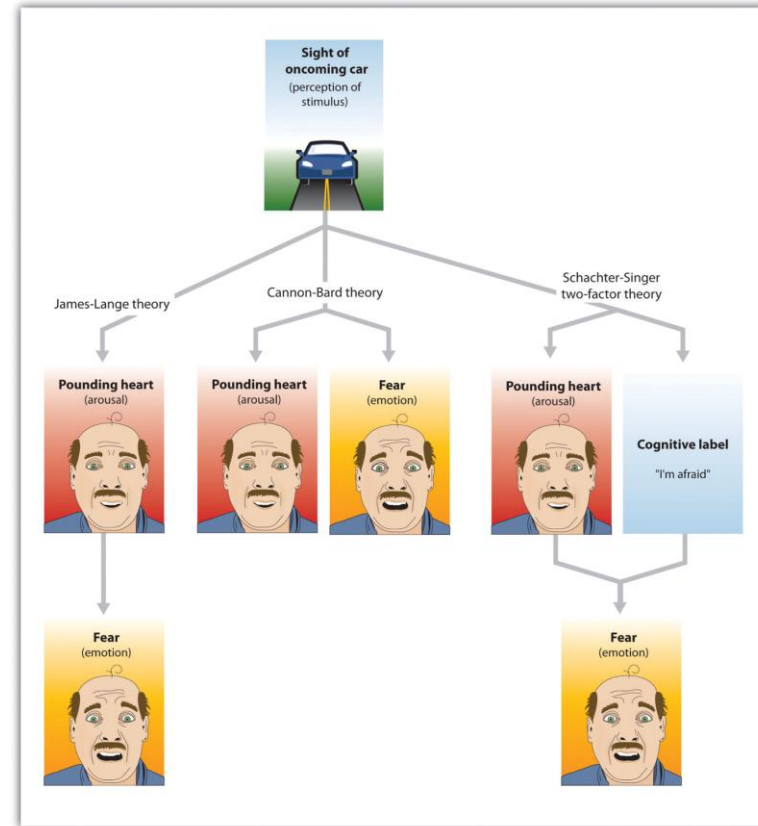 Sight of
oncoming car
(perception of
stimulus)
James-Lange theory
Cannon-Bard theory
Schachter-Singer
two-factor theory
Pounding heart
(arousal)
Pounding heart
(arousal)
Fear
(emotion)
Pounding heart
(arousal)
Cognitive label
"I'm afraid"
Fear
(emotion)
Fear
(emotion)